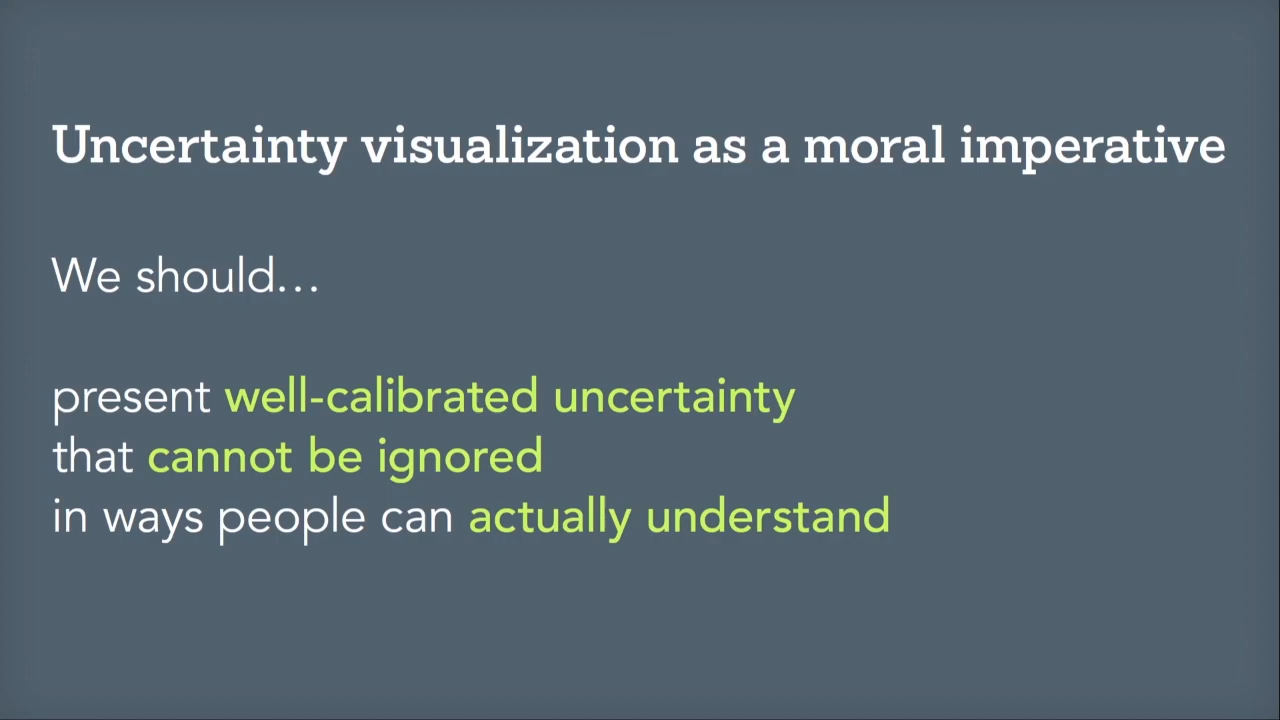 Uncertainty visualization as a moral imperative
We should…
present well-calibrated uncertainty
that cannot be ignored
in ways people can actually understand